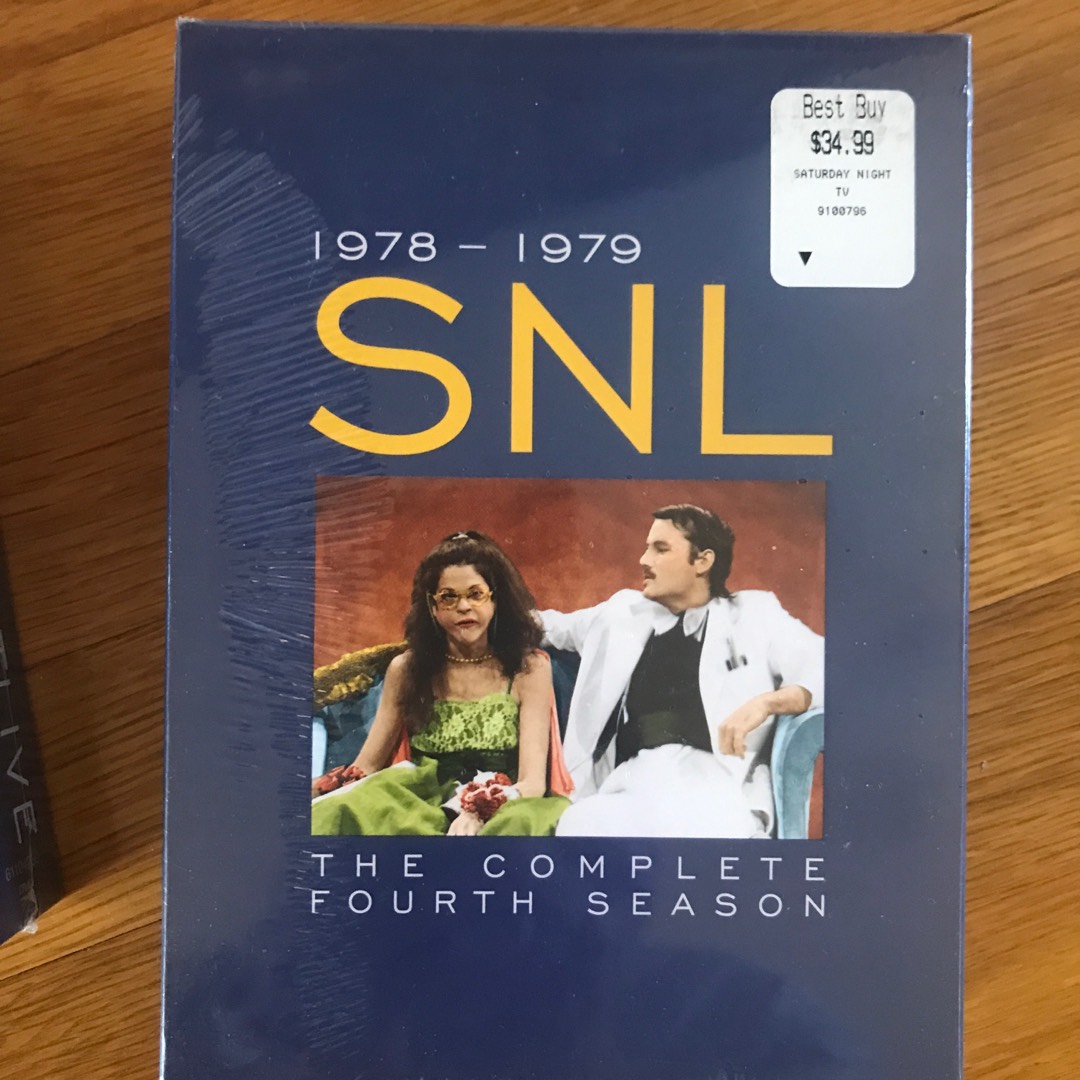 Best Buy
$34.99
SATURDAY NIGHT
TV
9100796
1978 – 1979
SNL
THE COMPLETE
FOURTH SEASON